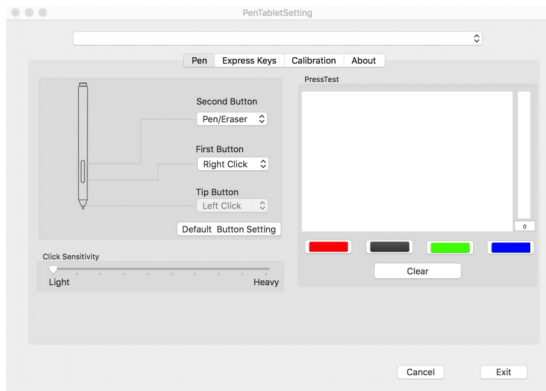 PenTabletSetting
Pen Express Keys Calibration About
Second Button
Pen/Eraser
First Button
Right Click
Tip Button
Left Click
Default Button Setting
Click Sensitivity
Light Heavy
PressTest
0
Clear
Cancel Exit